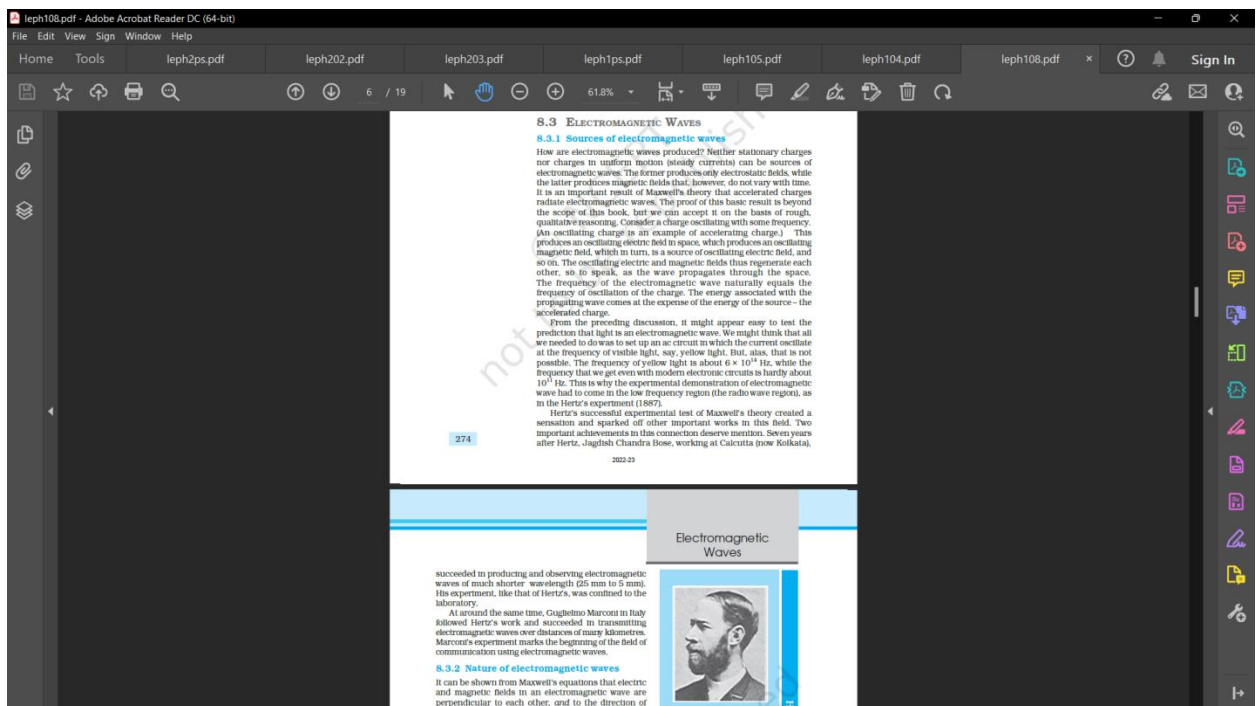 leph108.pdf - Adobe Acrobat Reader DC (64-bit)
File Edit View Sign Window Help
Home Tools leph2ps.pdf leph202.pdf leph203.pdf leph1ps.pdf leph105.pdf leph104.pdf leph108.pdf Sign In
6 / 19 61.8%
8.3 ELECTROMAGNETIC WAVES
8.3.1 Sources of electromagnetic waves
How are electromagnetic waves produced? Neither stationary charges
nor charges in uniform motion (steady currents) can be sources of
electromagnetic waves. The former produces only electrostatic fields, while
the latter produces magnetic fields that, however, do not vary with time.
It is an important result of Maxwell's theory that accelerated charges
radiate electromagnetic waves. The proof of this basic result is beyond
the scope of this book, but we can accept it on the basis of rough,
qualitative reasoning. Consider a charge oscillating with some frequency.
(An oscillating charge is an example of accelerating charge.) This
produces an oscillating electric field in space, which produces an oscillating
magnetic field, which in turn, is a source of oscillating electric field, and
so on. The oscillating electric and magnetic fields thus regenerate each
other, so to speak, as the wave propagates through the space.
The frequency of the electromagnetic wave naturally equals the
frequency of oscillation of the charge. The energy associated with the
propagating wave comes at the expense of the energy of the source – the
accelerated charge.
From the preceding discussion, it might appear easy to test the
prediction that light is an electromagnetic wave. We might think that all
we needed to do was to set up an ac circuit in which the current oscillate
at the frequency of visible light, say, yellow light. But, alas, that is not
possible. The frequency of yellow light is about 6 × 10¹⁴ Hz, while the
frequency that we get even with modern electronic circuits is hardly about
10¹¹ Hz. This is why the experimental demonstration of electromagnetic
wave had to come in the low frequency region (the radio wave region), as
in the Hertz's experiment (1887).
Hertz's successful experimental test of Maxwell's theory created a
sensation and sparked off other important works in this field. Two
important achievements in this connection deserve mention. Seven years
after Hertz, Jagdish Chandra Bose, working at Calcutta (now Kolkata),
274
2022-23
Electromagnetic
Waves
succeeded in producing and observing electromagnetic
waves of much shorter wavelength (25 mm to 5 mm).
His experiment, like that of Hertz's, was confined to the
laboratory.
At around the same time, Guglielmo Marconi in Italy
followed Hertz's work and succeeded in transmitting
electromagnetic waves over distances of many kilometres.
Marconi's experiment marks the beginning of the field of
communication using electromagnetic waves.
8.3.2 Nature of electromagnetic waves
It can be shown from Maxwell's equations that electric
and magnetic fields in an electromagnetic wave are
perpendicular to each other, and to the direction of